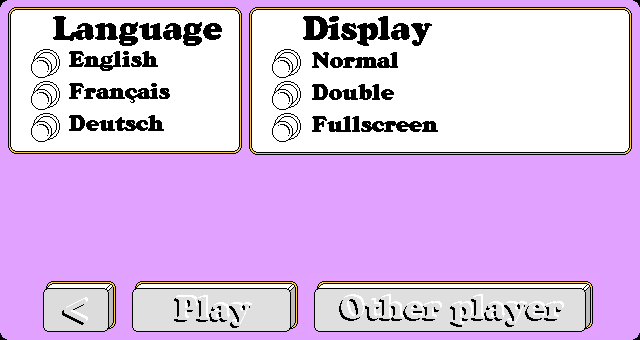 Language
English
Français
Deutsch
Display
Normal
Double
Fullscreen
< Play Other player